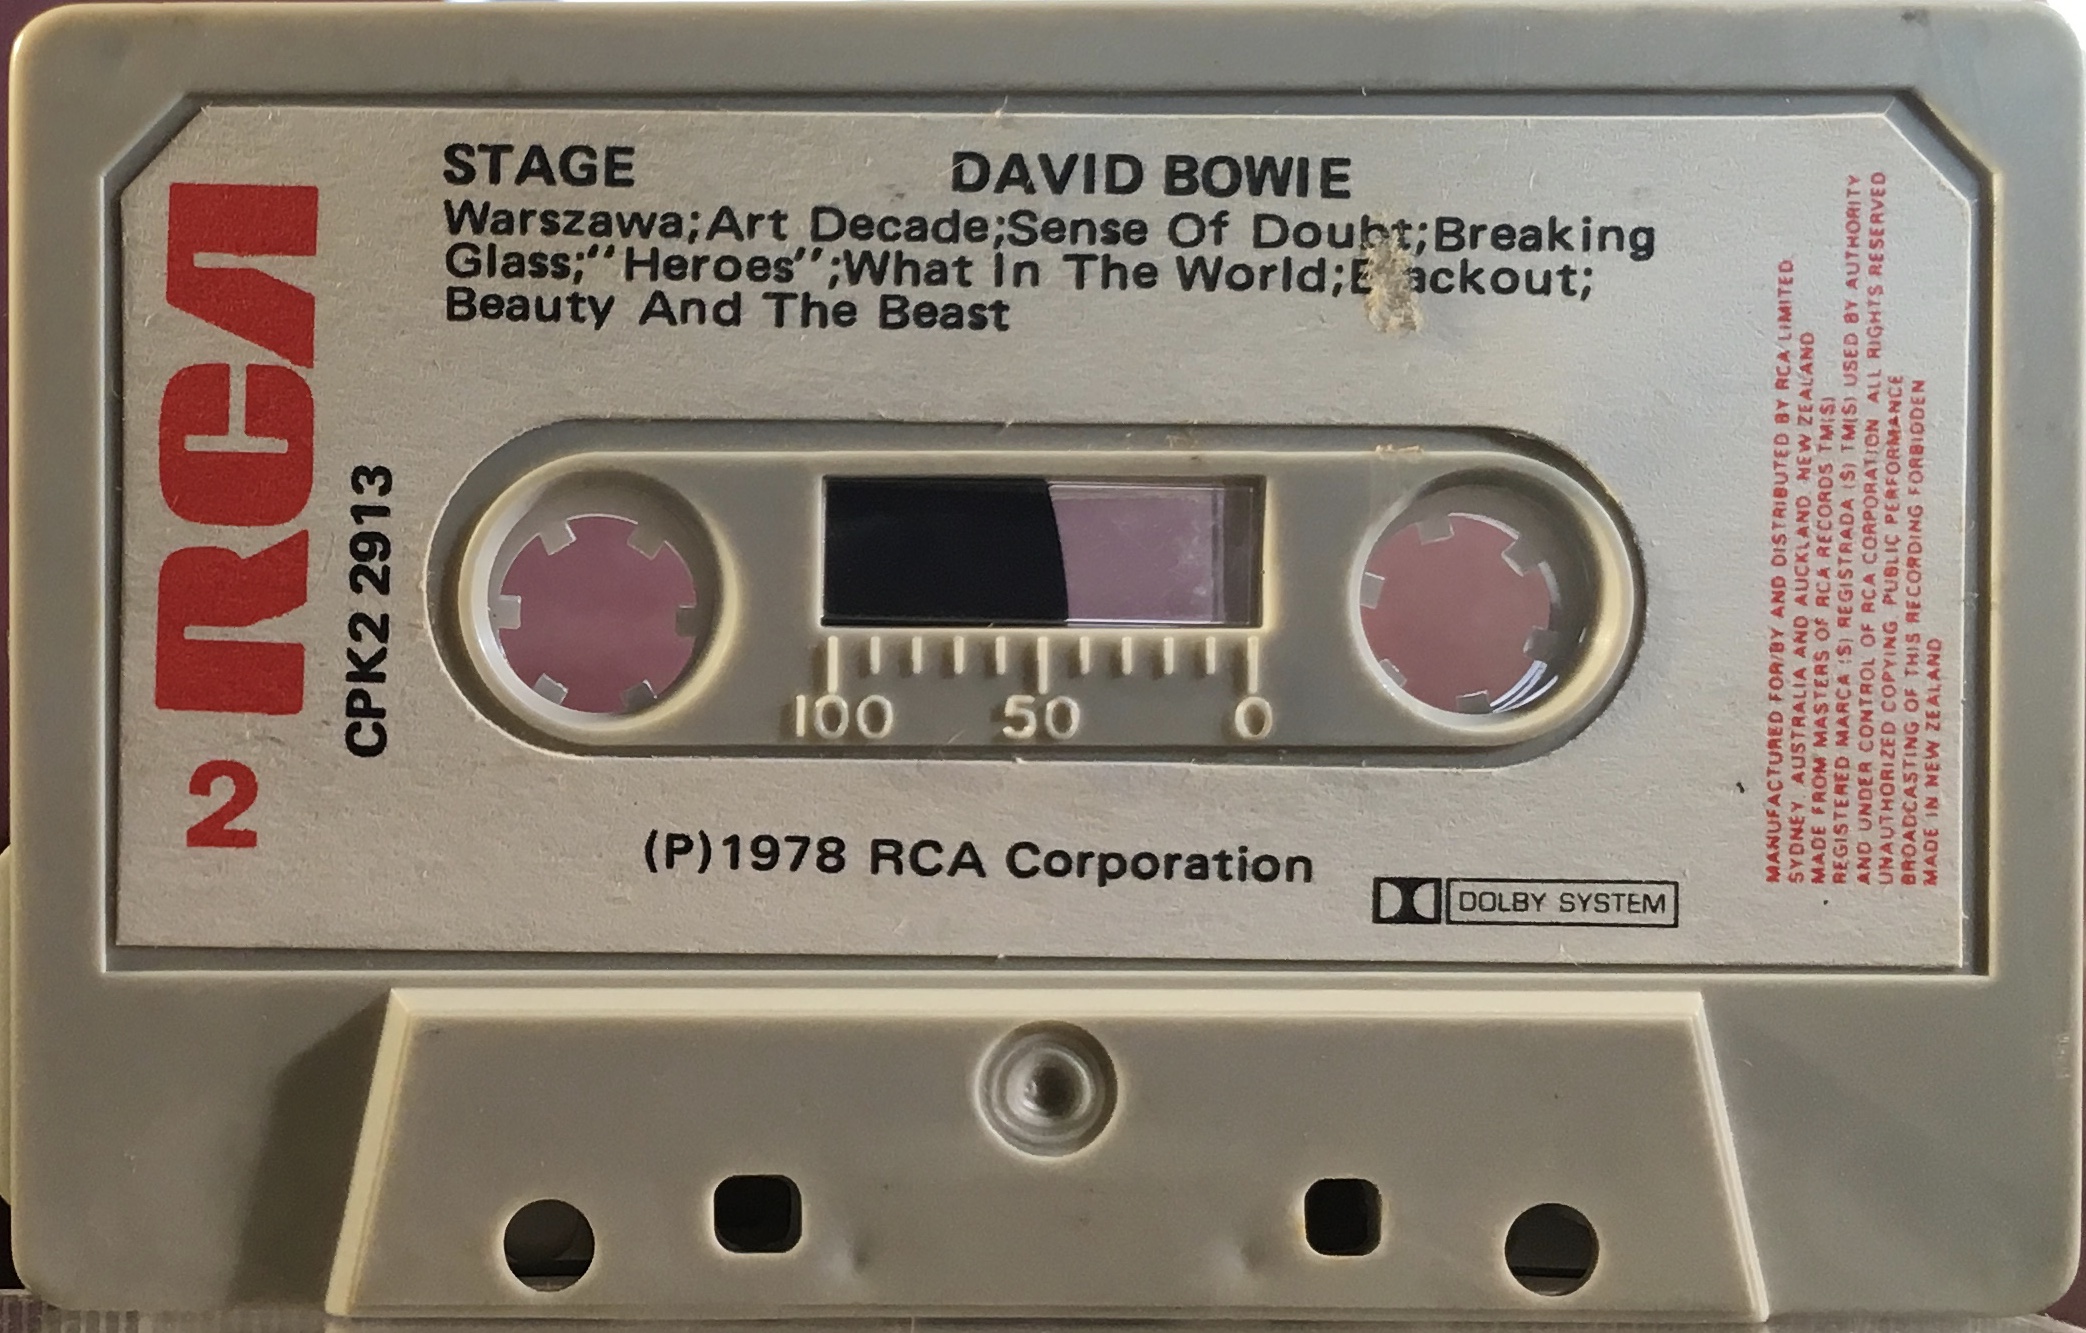 STAGE DAVID BOWIE
Warszawa;Art Decade;Sense Of Doubt;Breaking
Glass;"Heroes";What In The World;Blackout;
Beauty And The Beast
RCA
CPK2 2913
2
100 50 0
(P)1978 RCA Corporation
DOLBY SYSTEM
MANUFACTURED FOR/BY AND DISTRIBUTED BY RCA LIMITED
SYDNEY, AUSTRALIA AND AUCKLAND NEW ZEALAND
MADE FROM MASTERS OF RCA RECORDS TM(S)
REGISTERED MARCA (S) REGISTRADA (S) TM(S) USED BY AUTHORITY
AND UNDER CONTROL OF RCA CORPORATION ALL RIGHTS RESERVED
UNAUTHORIZED COPYING, PUBLIC PERFORMANCE
BROADCASTING OF THIS RECORDING FORBIDDEN
MADE IN NEW ZEALAND